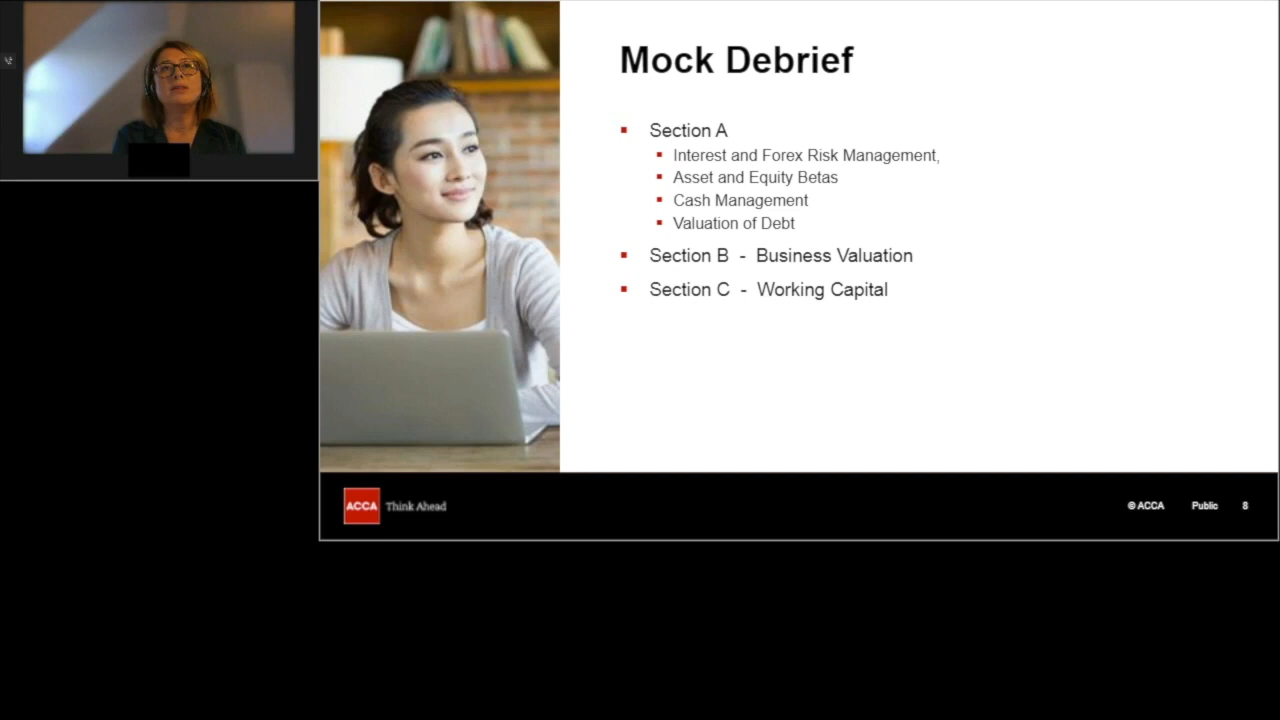 Mock Debrief
Section A
Interest and Forex Risk Management,
Asset and Equity Betas
Cash Management
Valuation of Debt
Section B - Business Valuation
Section C - Working Capital
ACCA Think Ahead
© ACCA Public 8